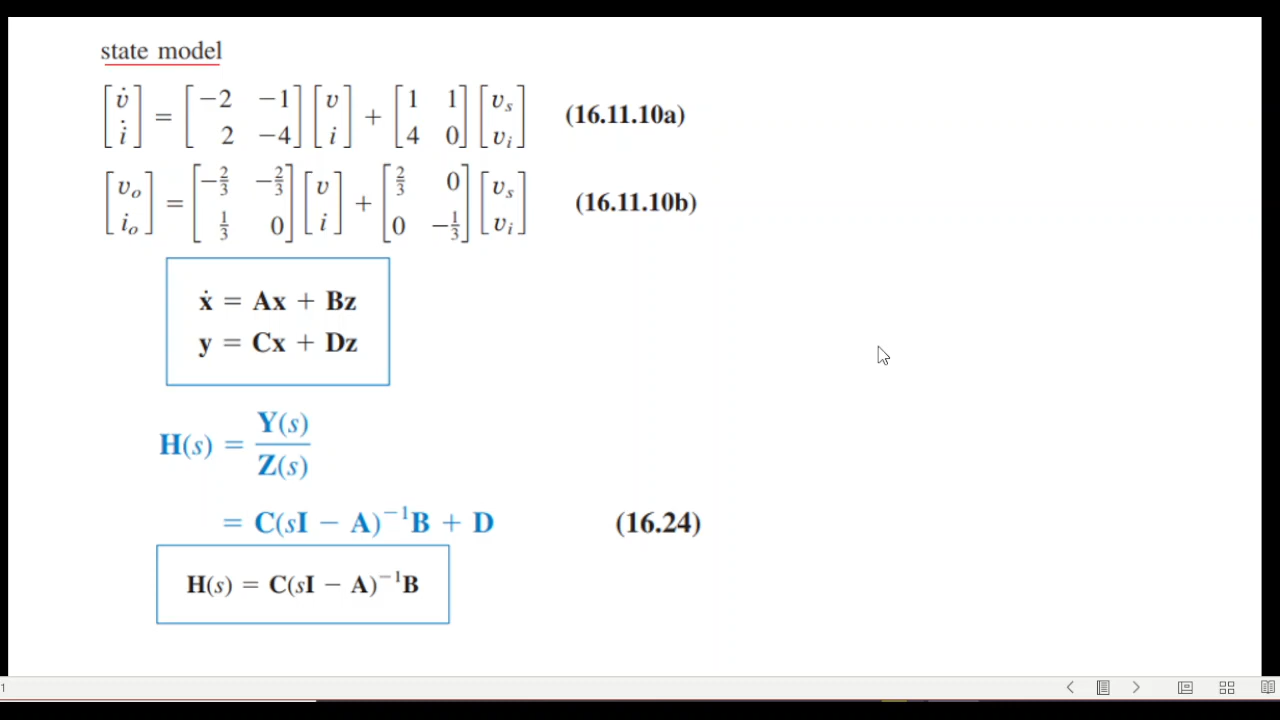 state model
[v̇ i̇] = [−2 −1 2 −4] [v i] + [1 1 4 0] [vₛ vᵢ] (16.11.10a)
[vₒ iₒ] = [−2/3 −2/3 1/3 0] [v i] + [2/3 0 0 −1/3] [vₛ vᵢ] (16.11.10b)
ẋ = Ax + Bz
y = Cx + Dz
H(s) = Y(s)/Z(s)
= C(sI − A)⁻¹B + D (16.24)
H(s) = C(sI − A)⁻¹B
1